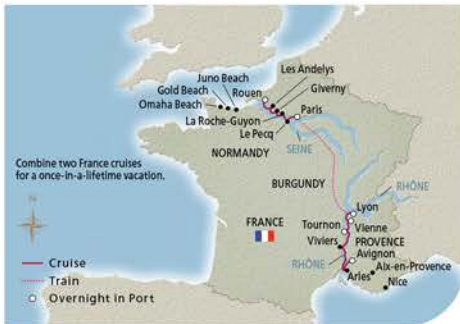 Juno Beach
Les Andelys
Gold Beach
Rouen
Giverny
Omaha Beach
Paris
La Roche-Guyon
Le Pecq
NORMANDY
SEINE
Combine two France cruises
for a once-in-a-lifetime vacation.
BURGUNDY
RHÔNE
Lyon
FRANCE
Tournon
Vienne
Viviers
PROVENCE
Avignon
RHÔNE
Aix-en-Provence
Arles
Nice
Cruise
Train
Overnight in Port